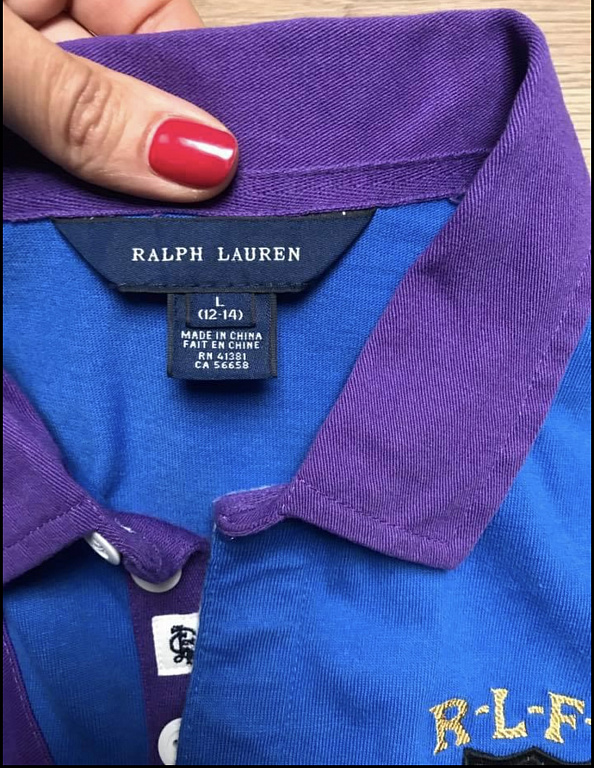 RALPH LAUREN
L
(12-14)
MADE IN CHINA
FAIT EN CHINE
RN 41381
CA 56658
R-L-F-